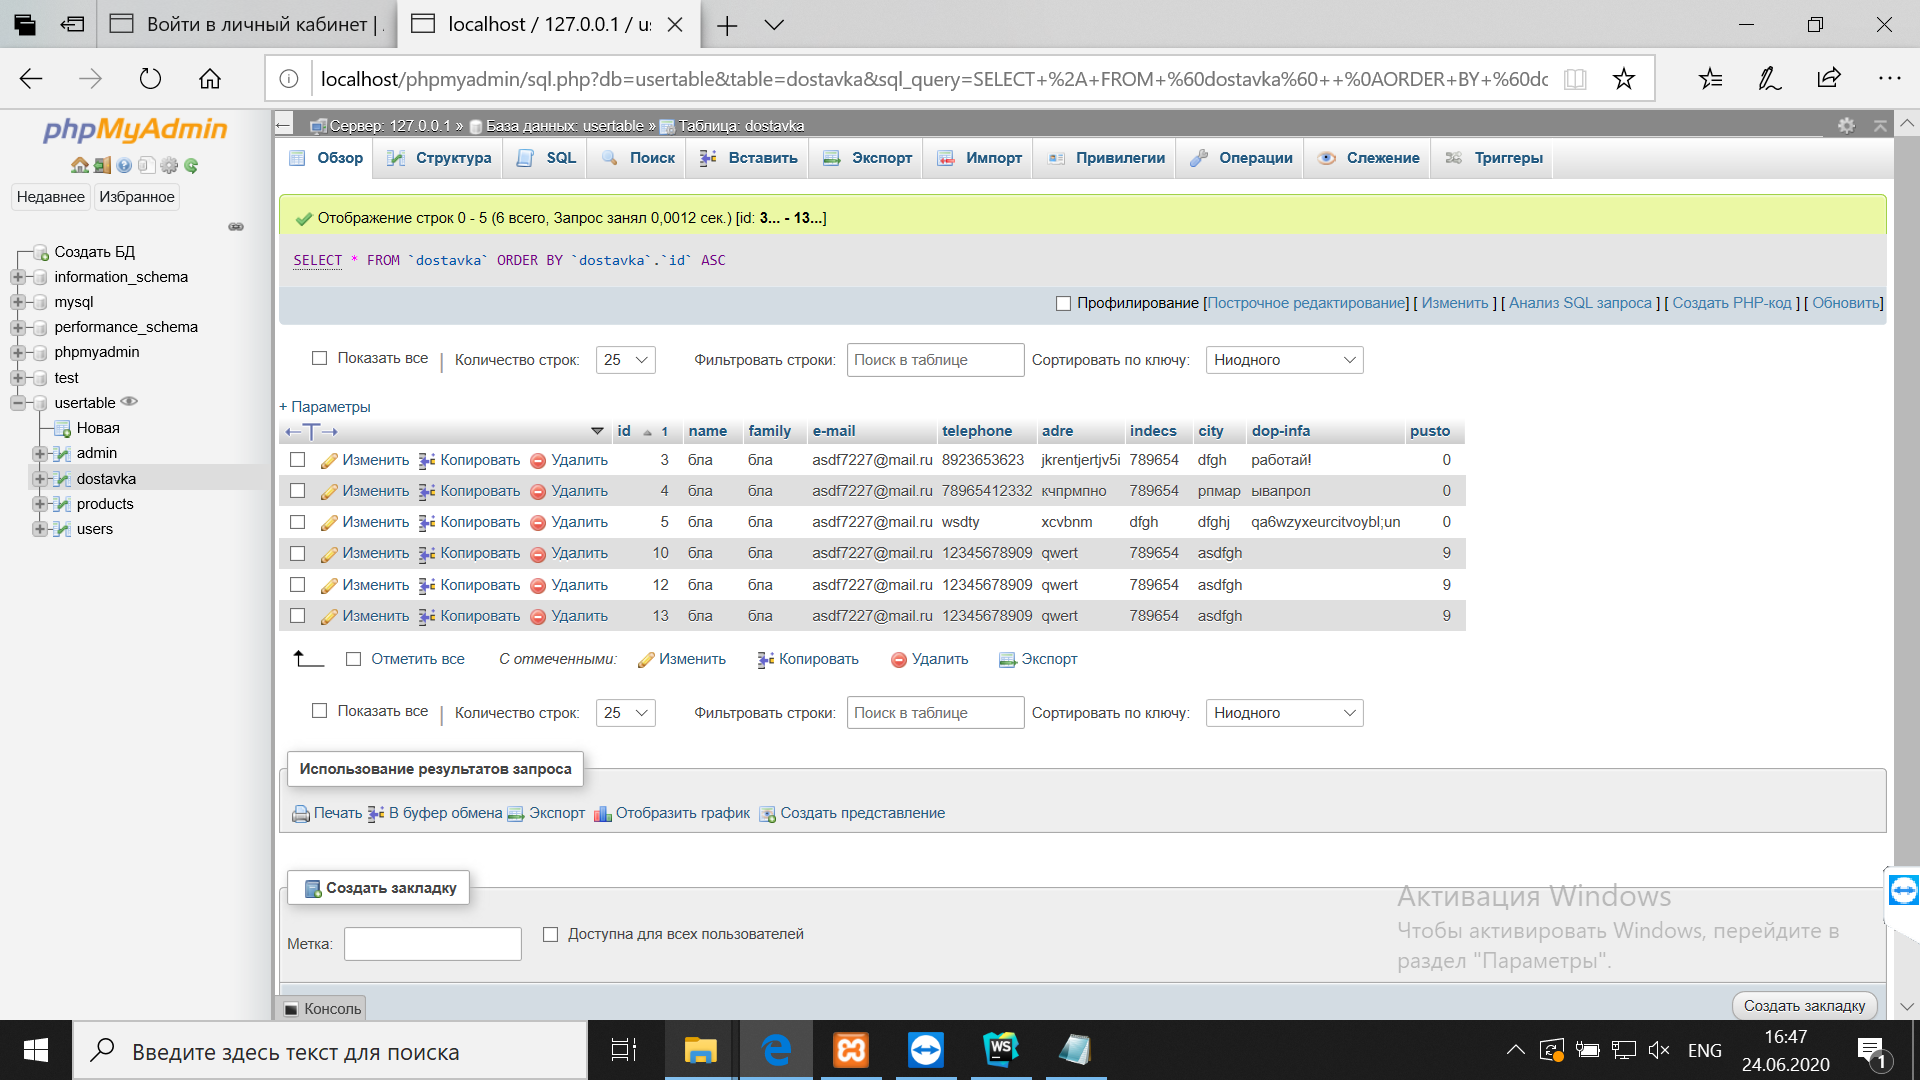 Войти в личный кабинет | .
localhost / 127.0.0.1 / us
localhost/phpmyadmin/sql.php?db=usertable&table=dostavka&sql_query=SELECT+%2A+FROM+%60dostavka%60++%0AORDER+BY+%60dc
phpMyAdmin
Недавнее Избранное
Создать БД
information_schema
mysql
performance_schema
phpmyadmin
test
usertable
Новая
admin
dostavka
products
users
Сервер: 127.0.0.1 » База данных: usertable » Таблица: dostavka
Обзор Структура SQL Поиск Вставить Экспорт Импорт Привилегии Операции Слежение Триггеры
Отображение строк 0 - 5 (6 всего, Запрос занял 0,0012 сек.) [id: 3... - 13...]
SELECT * FROM `dostavka` ORDER BY `dostavka`.`id` ASC
Профилирование [Построчное редактирование] [ Изменить ] [ Анализ SQL запроса ] [ Создать PHP-код ] [ Обновить]
Показать все | Количество строк: 25 Фильтровать строки: Поиск в таблице Сортировать по ключу: Ниодного
+ Параметры
←T→ id 1 name family e-mail telephone adre indecs city dop-infa pusto
Изменить Копировать Удалить 3 бла бла asdf7227@mail.ru 8923653623 jkrentjertjv5i 789654 dfgh работай! 0
Изменить Копировать Удалить 4 бла бла asdf7227@mail.ru 78965412332 кчпрмпно 789654 рпмар ывапрол 0
Изменить Копировать Удалить 5 бла бла asdf7227@mail.ru wsdty xcvbnm dfgh dfghj qa6wzyxeurcitvoybl;un 0
Изменить Копировать Удалить 10 бла бла asdf7227@mail.ru 12345678909 qwert 789654 asdfgh 9
Изменить Копировать Удалить 12 бла бла asdf7227@mail.ru 12345678909 qwert 789654 asdfgh 9
Изменить Копировать Удалить 13 бла бла asdf7227@mail.ru 12345678909 qwert 789654 asdfgh 9
Отметить все С отмеченными: Изменить Копировать Удалить Экспорт
Показать все | Количество строк: 25 Фильтровать строки: Поиск в таблице Сортировать по ключу: Ниодного
Использование результатов запроса
Печать В буфер обмена Экспорт Отобразить график Создать представление
Создать закладку
Метка: Доступна для всех пользователей
Активация Windows
Чтобы активировать Windows, перейдите в
раздел "Параметры".
Консоль
Создать закладку
Введите здесь текст для поиска
WS
ENG
16:47
24.06.2020
1